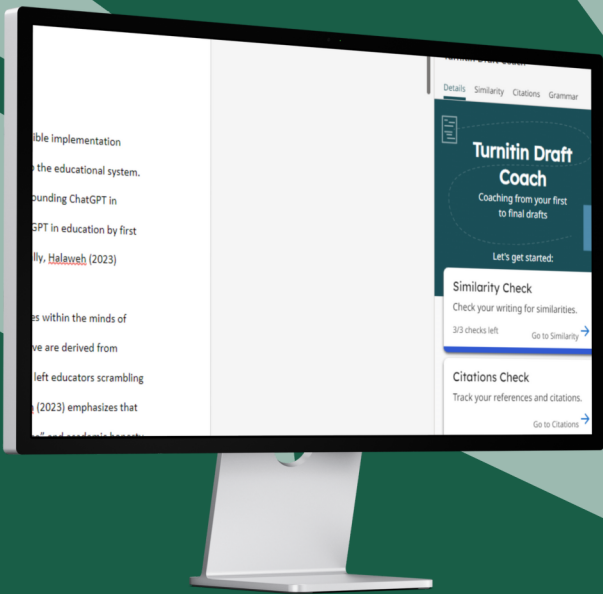 ible implementation
the educational system.
ounding ChatGPT in
GPT in education by first
lly, Halaweh (2023)
es within the minds of
ve are derived from
left educators scrambling
(2023) emphasizes that
Turnitin Draft Coach
Details Similarity Citations Grammar
Turnitin Draft
Coach
Coaching from your first
to final drafts
Let's get started:
Similarity Check
Check your writing for similarities.
3/3 checks left Go to Similarity
Citations Check
Track your references and citations.
Go to Citations